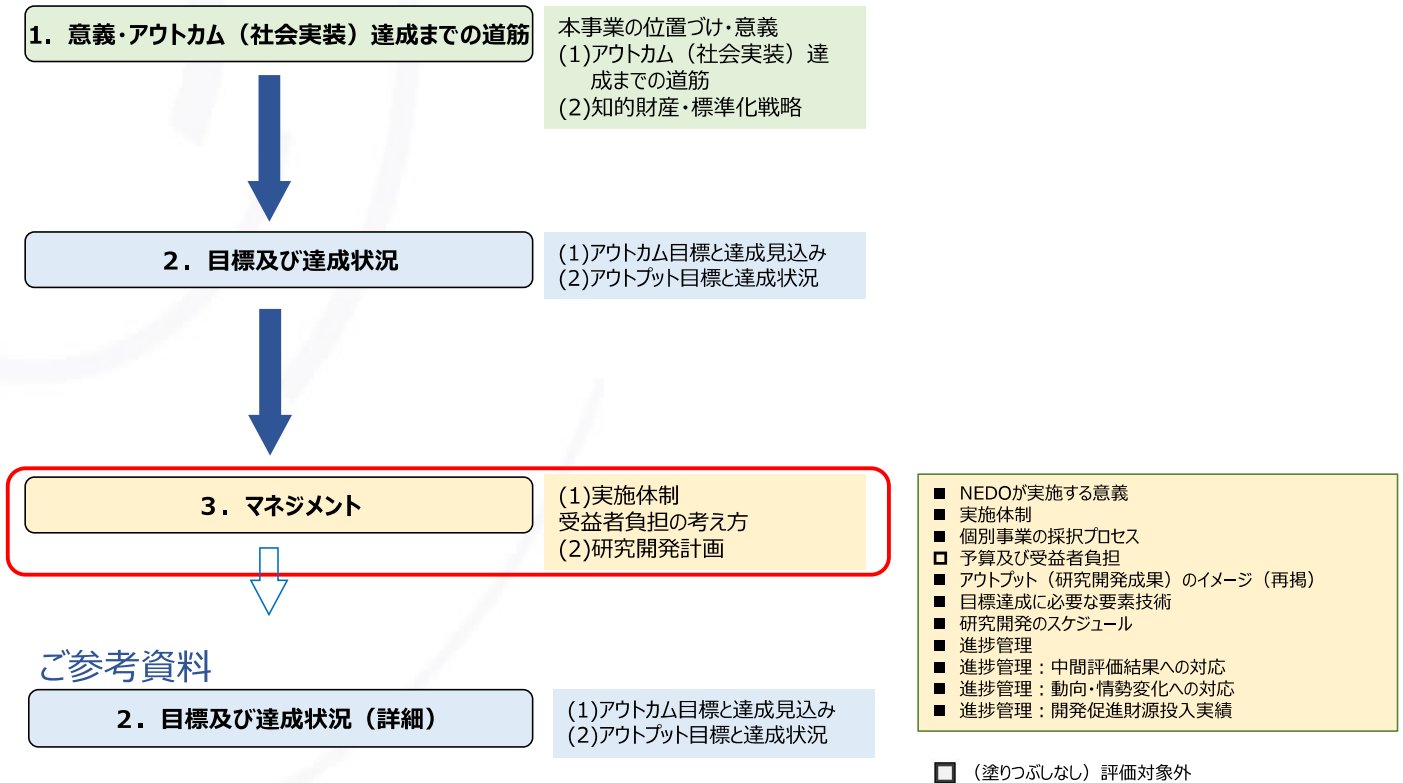 1．意義・アウトカム（社会実装）達成までの道筋
本事業の位置づけ・意義
(1)アウトカム（社会実装）達
成までの道筋
(2)知的財産・標準化戦略
2．目標及び達成状況
(1)アウトカム目標と達成見込み
(2)アウトプット目標と達成状況
3．マネジメント
(1)実施体制
受益者負担の考え方
(2)研究開発計画
■ NEDOが実施する意義
■ 実施体制
■ 個別事業の採択プロセス
□ 予算及び受益者負担
■ アウトプット（研究開発成果）のイメージ（再掲）
■ 目標達成に必要な要素技術
■ 研究開発のスケジュール
■ 進捗管理
■ 進捗管理：中間評価結果への対応
■ 進捗管理：動向・情勢変化への対応
■ 進捗管理：開発促進財源投入実績
□ （塗りつぶしなし）評価対象外
ご参考資料
2．目標及び達成状況（詳細）
(1)アウトカム目標と達成見込み
(2)アウトプット目標と達成状況